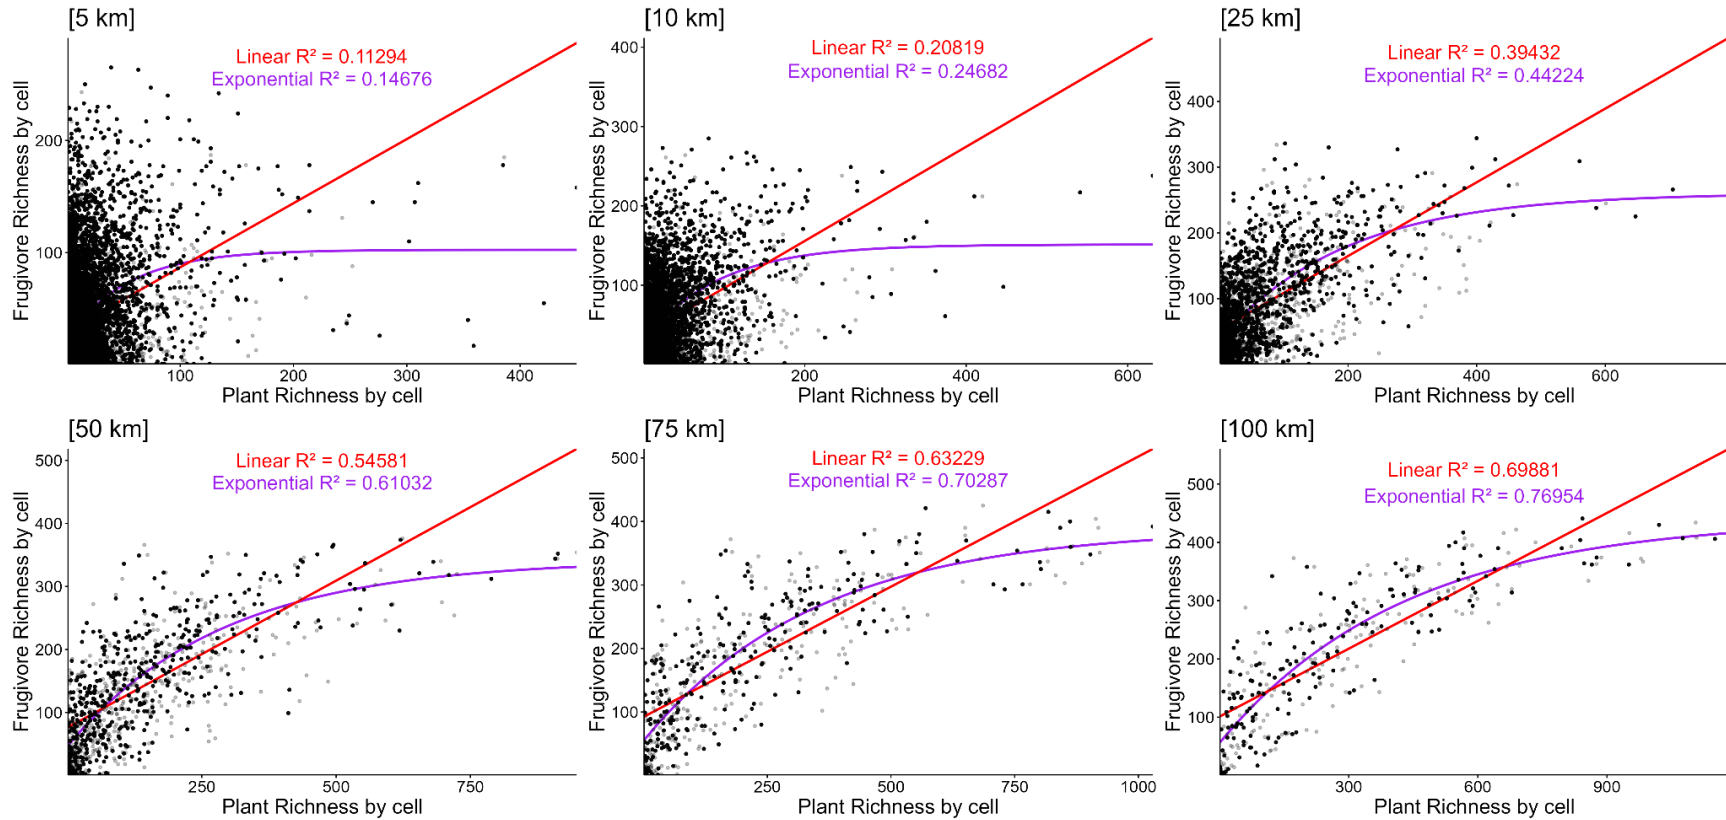 [5 km]
Linear R² = 0.11294
Exponential R² = 0.14676
Frugivore Richness by cell
200
100
100
200
300
400
Plant Richness by cell
[10 km]
Linear R² = 0.20819
Exponential R² = 0.24682
Frugivore Richness by cell
400
300
200
100
200
400
600
Plant Richness by cell
[25 km]
Linear R² = 0.39432
Exponential R² = 0.44224
Frugivore Richness by cell
400
300
200
100
200
400
600
Plant Richness by cell
[50 km]
Linear R² = 0.54581
Exponential R² = 0.61032
Frugivore Richness by cell
500
400
300
200
100
250
500
750
Plant Richness by cell
[75 km]
Linear R² = 0.63229
Exponential R² = 0.70287
Frugivore Richness by cell
500
400
300
200
100
250
500
750
1000
Plant Richness by cell
[100 km]
Linear R² = 0.69881
Exponential R² = 0.76954
Frugivore Richness by cell
500
400
300
200
100
300
600
900
Plant Richness by cell